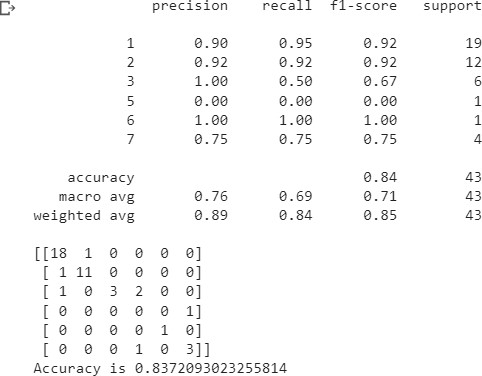 precision recall f1-score support
1 0.90 0.95 0.92 19
2 0.92 0.92 0.92 12
3 1.00 0.50 0.67 6
5 0.00 0.00 0.00 1
6 1.00 1.00 1.00 1
7 0.75 0.75 0.75 4
accuracy 0.84 43
macro avg 0.76 0.69 0.71 43
weighted avg 0.89 0.84 0.85 43
[[18 1 0 0 0 0]
[ 1 11 0 0 0 0]
[ 1 0 3 2 0 0]
[ 0 0 0 0 0 1]
[ 0 0 0 0 1 0]
[ 0 0 0 1 0 3]]
Accuracy is 0.8372093023255814